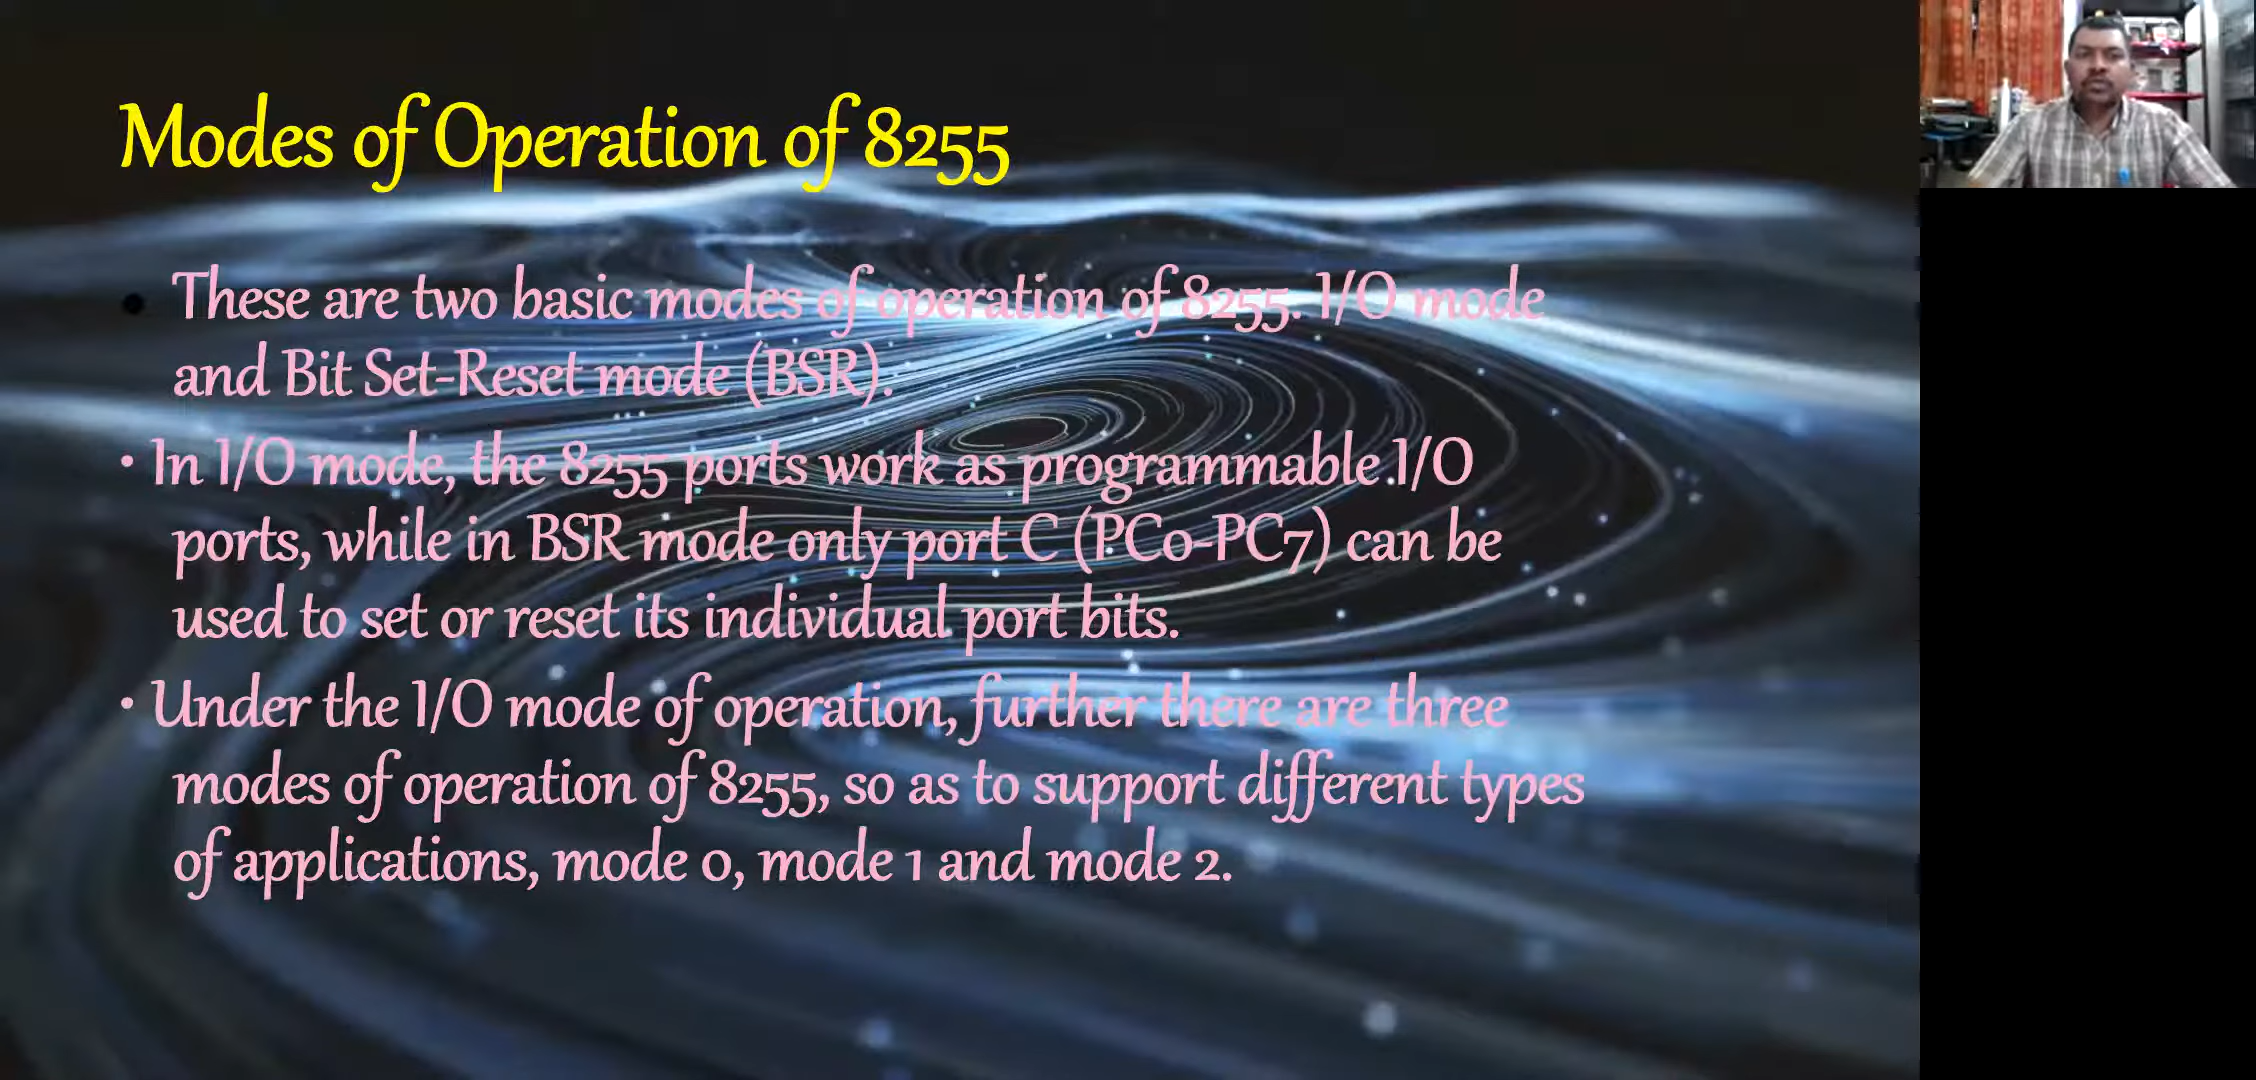 Modes of Operation of 8255
• These are two basic modes of operation of 8255. I/O mode
and Bit Set-Reset mode (BSR).
• In I/O mode, the 8255 ports work as programmable I/O
ports, while in BSR mode only port C (PC0-PC7) can be
used to set or reset its individual port bits.
• Under the I/O mode of operation, further there are three
modes of operation of 8255, so as to support different types
of applications, mode 0, mode 1 and mode 2.